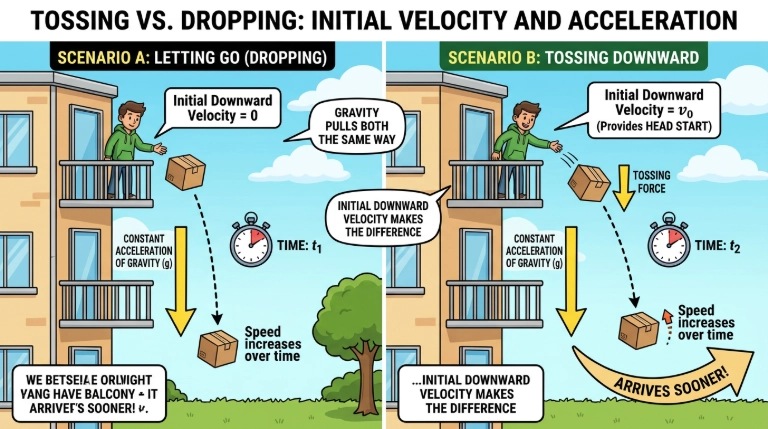 TOSSING VS. DROPPING: INITIAL VELOCITY AND ACCELERATION
SCENARIO A: LETTING GO (DROPPING)
Initial Downward
Velocity = 0
GRAVITY
PULLS BOTH
THE SAME WAY
INITIAL DOWNWARD
VELOCITY MAKES
THE DIFFERENCE
CONSTANT
ACCELERATION
OF GRAVITY (g)
TIME: t₁
Speed
increases
over time
WE
YANG HAVE BALCONY
SOONER!
SCENARIO B: TOSSING DOWNWARD
Initial Downward
Velocity = v₀
(Provides HEAD START)
TOSSING
FORCE
CONSTANT
ACCELERATION
OF GRAVITY (g)
TIME: t₂
Speed
increases
over time
ARRIVES SOONER!
...INITIAL DOWNWARD
VELOCITY MAKES
THE DIFFERENCE